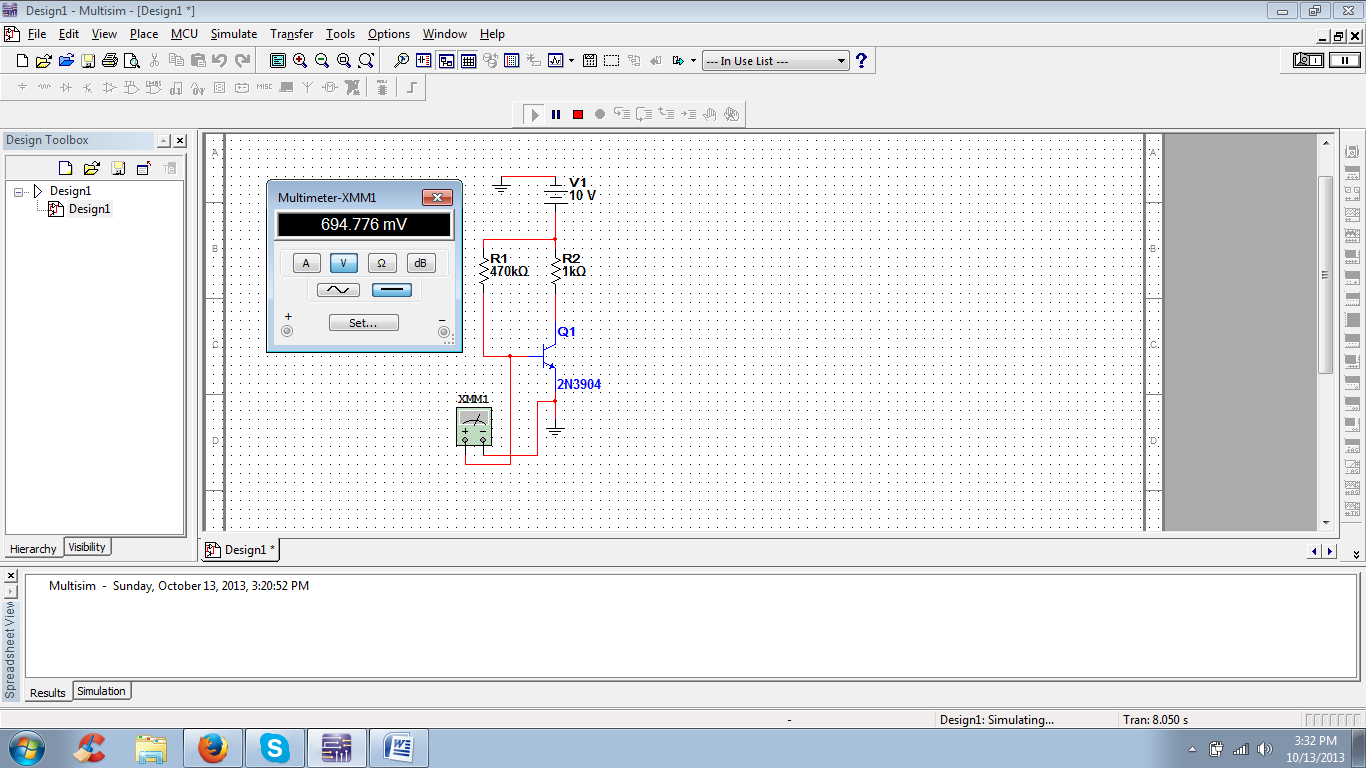 Design1 - Multisim - [Design1 *]
File Edit View Place MCU Simulate Transfer Tools Options Window Help
--- In Use List ---
?
MISC
Design Toolbox
Design1
Design1
Hierarchy
Visibility
A
B
C
D
A
B
C
D
Multimeter-XMM1
694.776 mV
A V Ω dB
+ −
Set...
V1
10 V
R1
470kΩ
R2
1kΩ
Q1
2N3904
XMM1
+ −
Design1 *
Multisim - Sunday, October 13, 2013, 3:20:52 PM
Spreadsheet View
Results
Simulation
- Design1: Simulating... Tran: 8.050 s
3:32 PM
10/13/2013